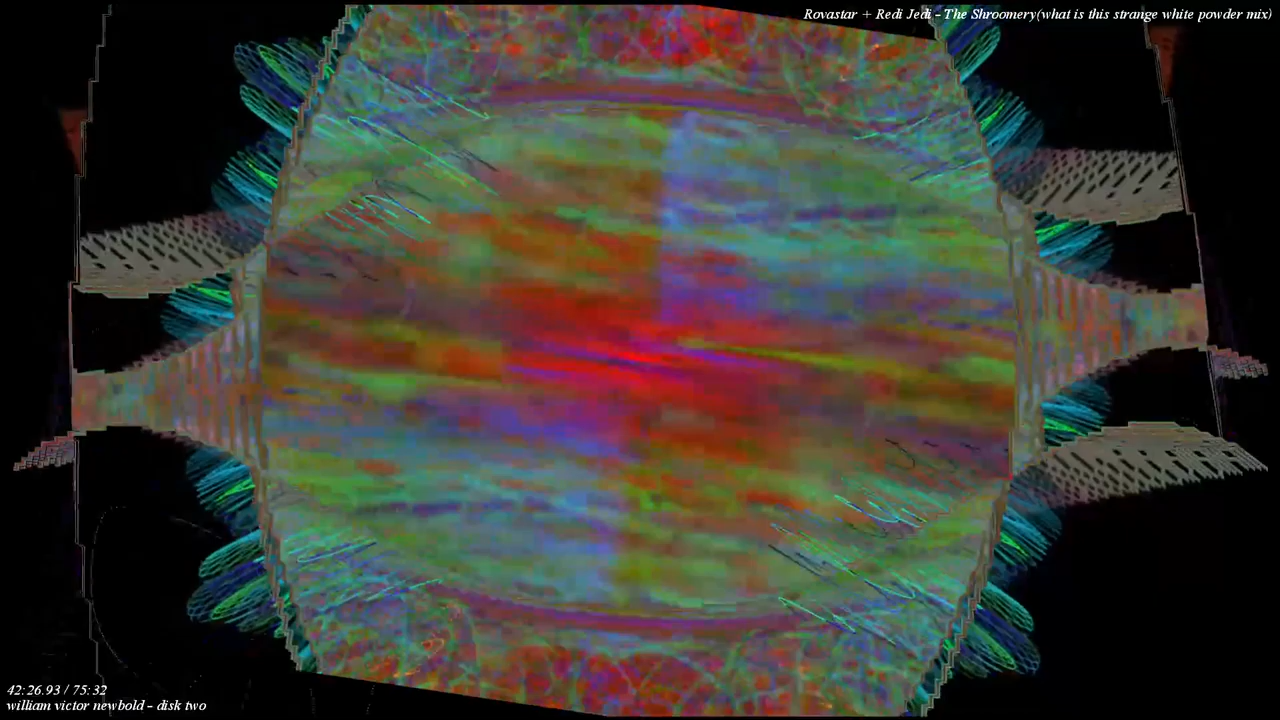 Rovastar + Redi Jedi - The Shroomery(what is this strange white powder mix)
42:26.93 / 75:32
william victor newbold - disk two